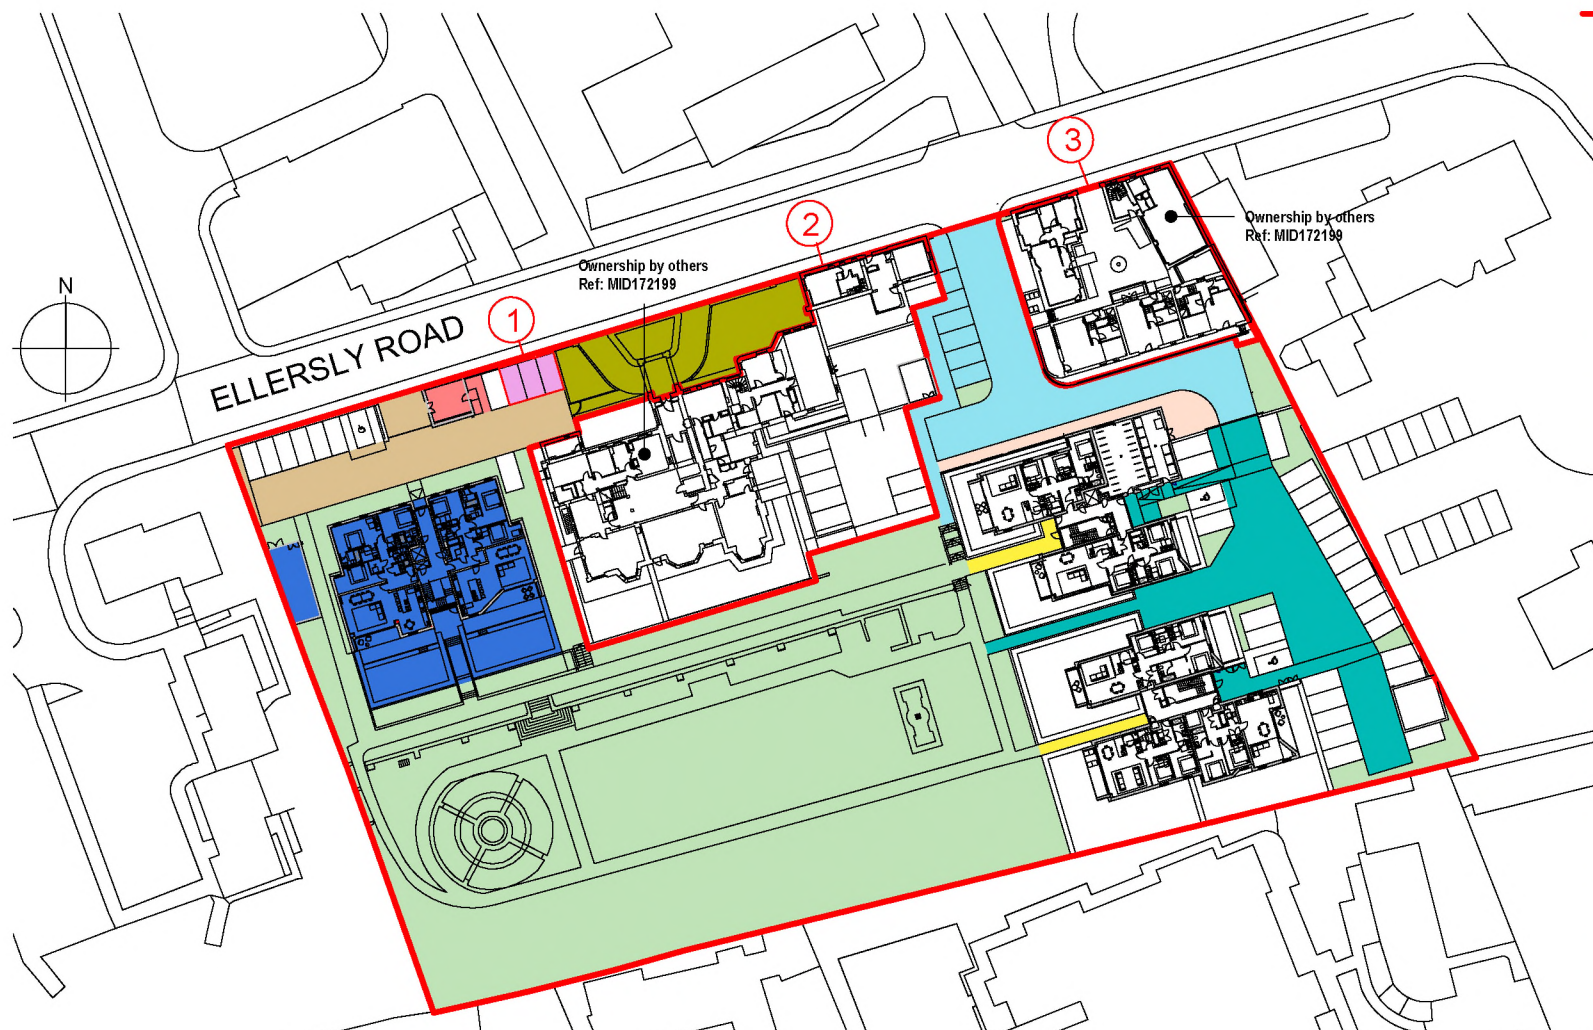 3
Ownership by others
Ref: MID172199
2
Ownership by others
Ref: MID172199
N
1
ELLERSLY ROAD